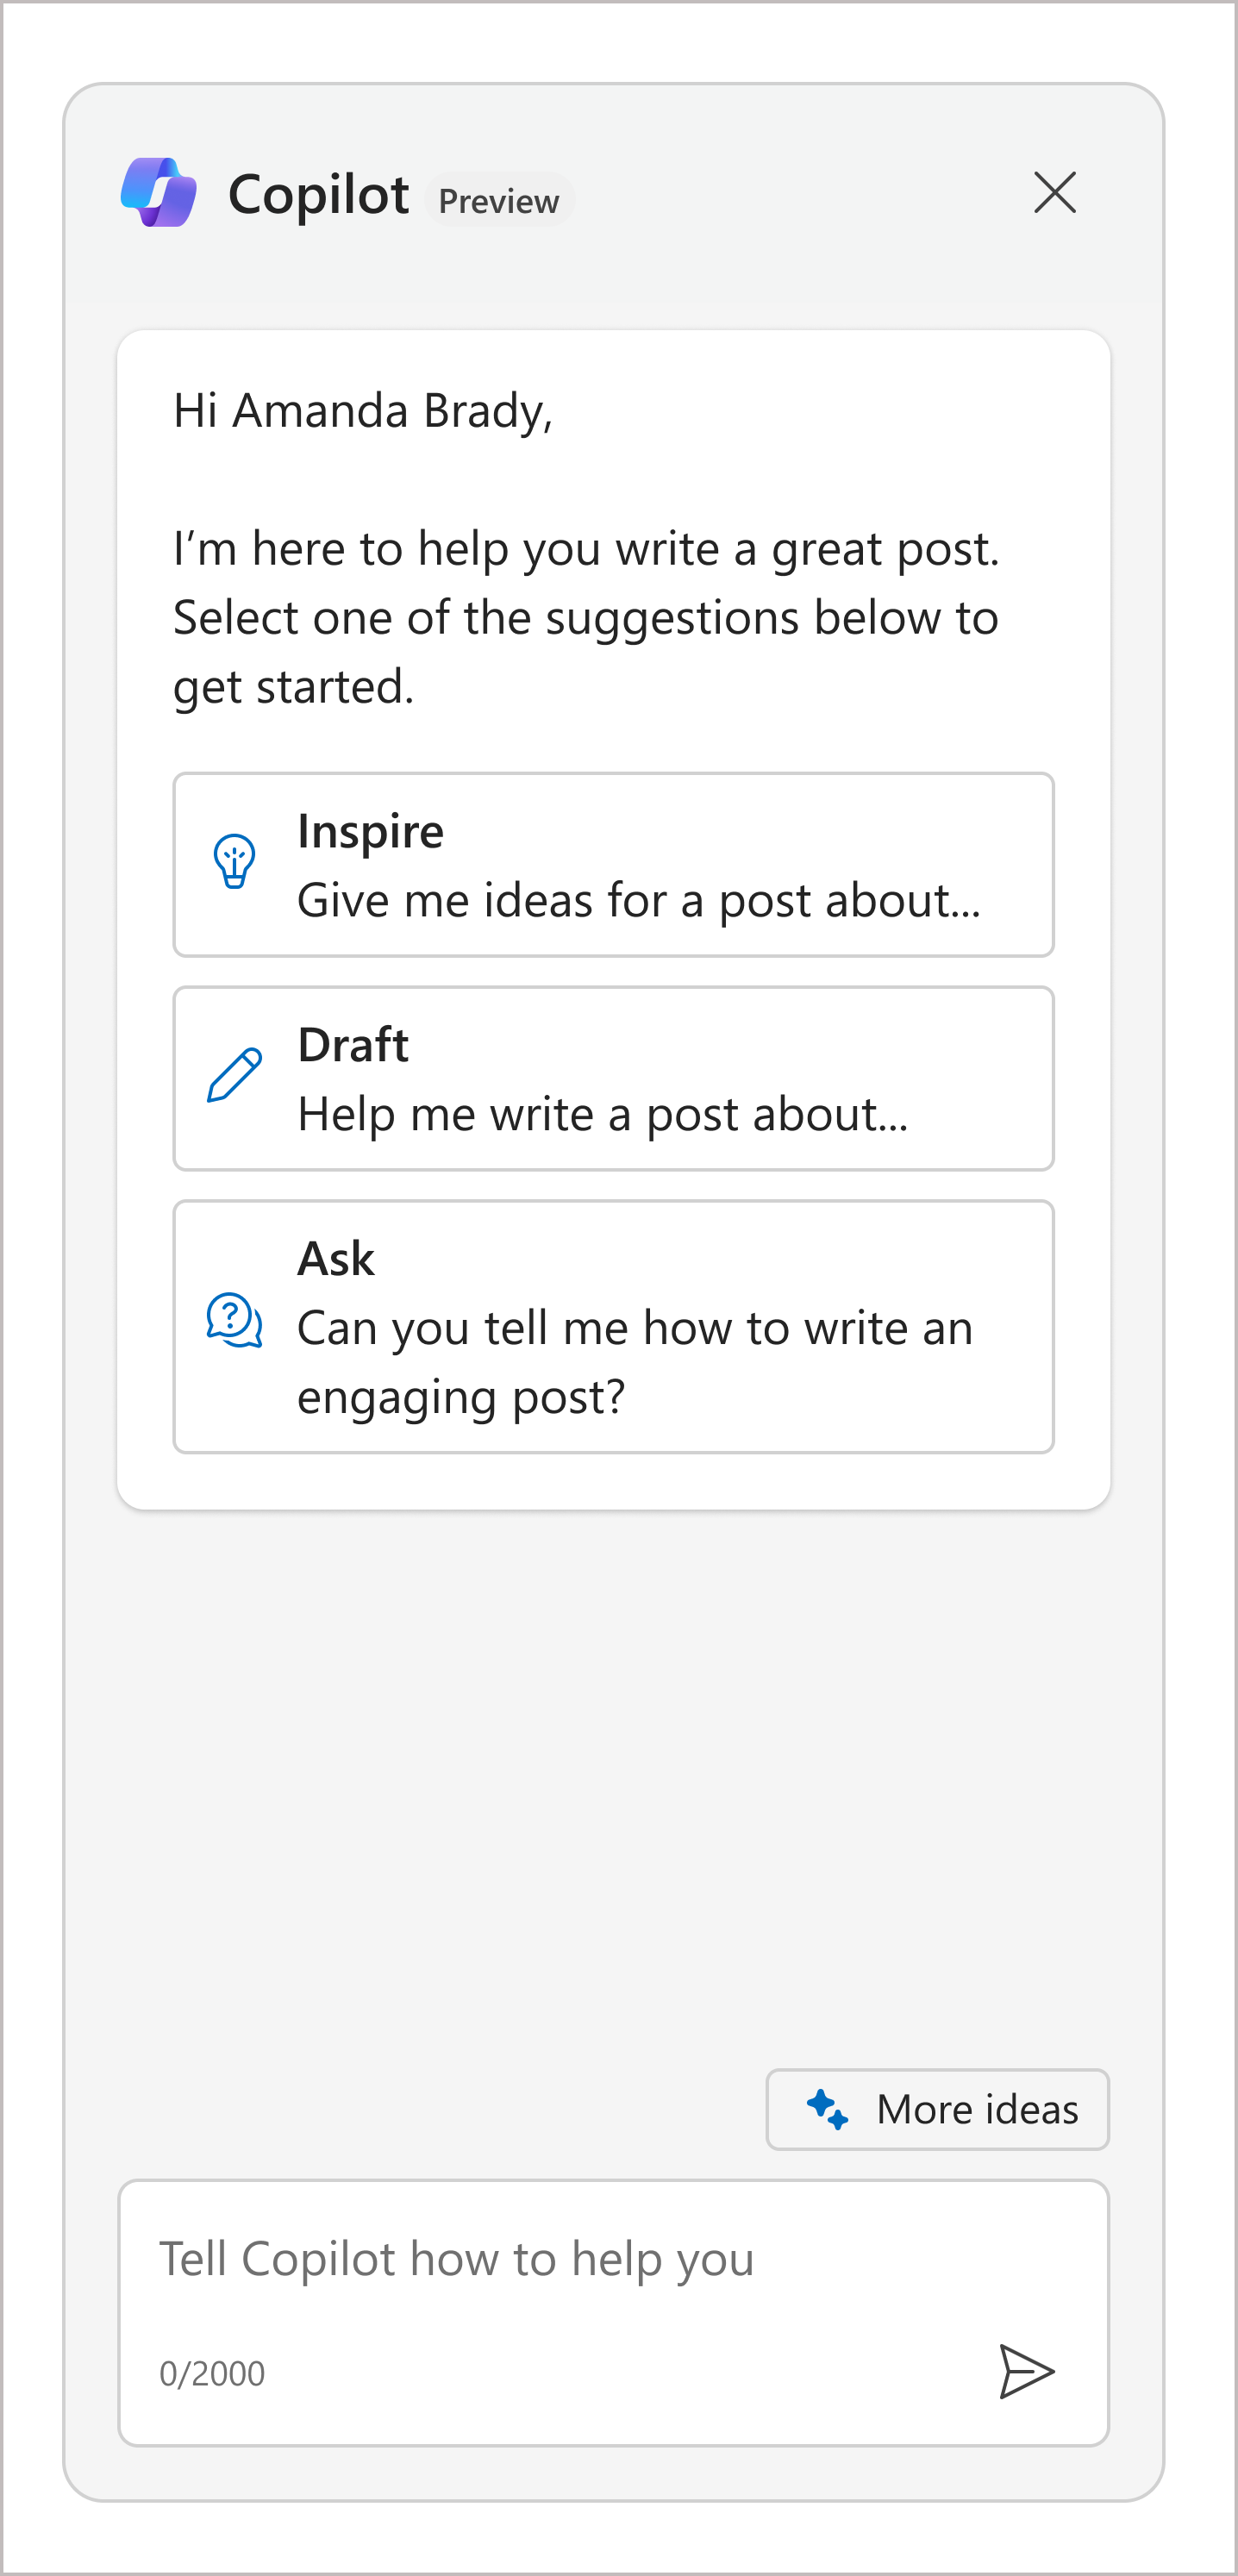 Copilot Preview
Hi Amanda Brady,
I’m here to help you write a great post.
Select one of the suggestions below to
get started.
Inspire
Give me ideas for a post about...
Draft
Help me write a post about...
Ask
Can you tell me how to write an
engaging post?
More ideas
Tell Copilot how to help you
0/2000